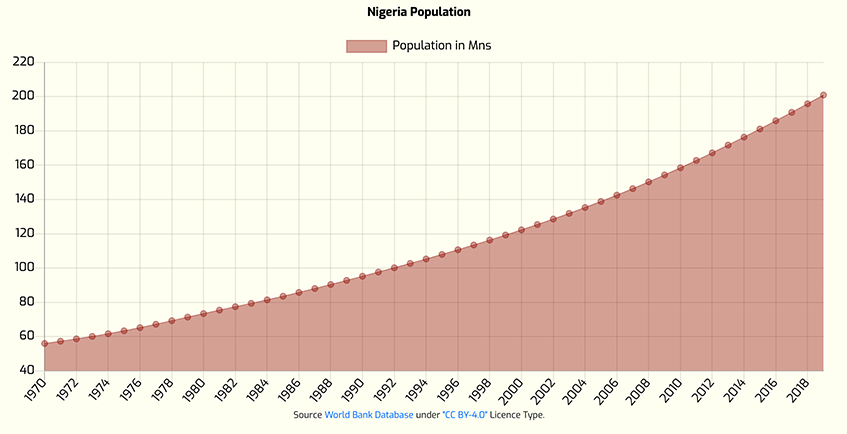 Nigeria Population
Population in Mns
220
200
180
160
140
120
100
80
60
40
1970 1972 1974 1976 1978 1980 1982 1984 1986 1988 1990 1992 1994 1996 1998 2000 2002 2004 2006 2008 2010 2012 2014 2016 2018
Source World Bank Database under "CC BY-4.0" Licence Type.